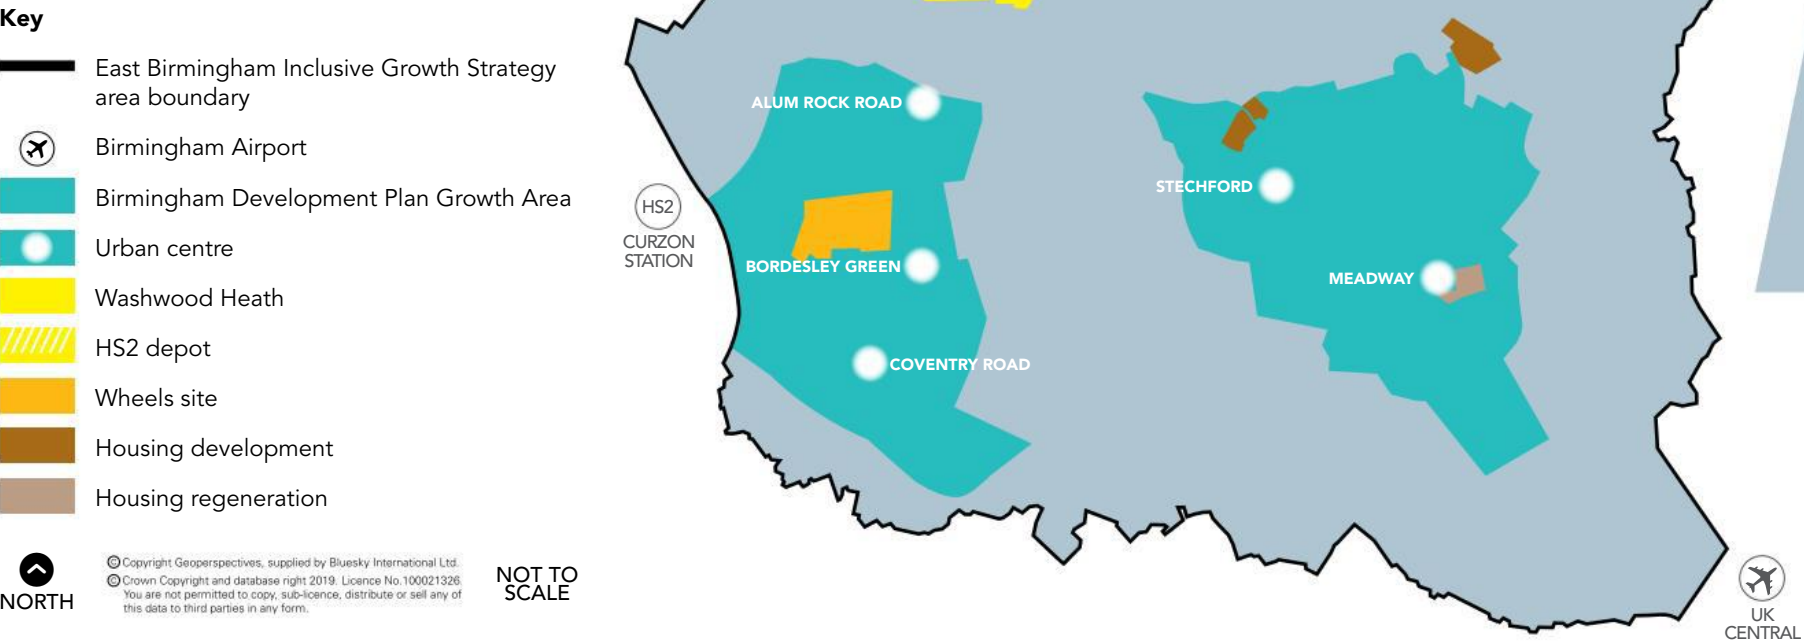 Key
East Birmingham Inclusive Growth Strategy
area boundary
Birmingham Airport
Birmingham Development Plan Growth Area
Urban centre
Washwood Heath
HS2 depot
Wheels site
Housing development
Housing regeneration
NORTH
© Copyright Geoperspectives, supplied by Bluesky International Ltd.
© Crown Copyright and database right 2019. Licence No.100021326.
You are not permitted to copy, sub-licence, distribute or sell any of
this data to third parties in any form.
NOT TO
SCALE
ALUM ROCK ROAD
HS2
CURZON
STATION
BORDESLEY GREEN
COVENTRY ROAD
STECHFORD
MEADWAY
UK
CENTRAL